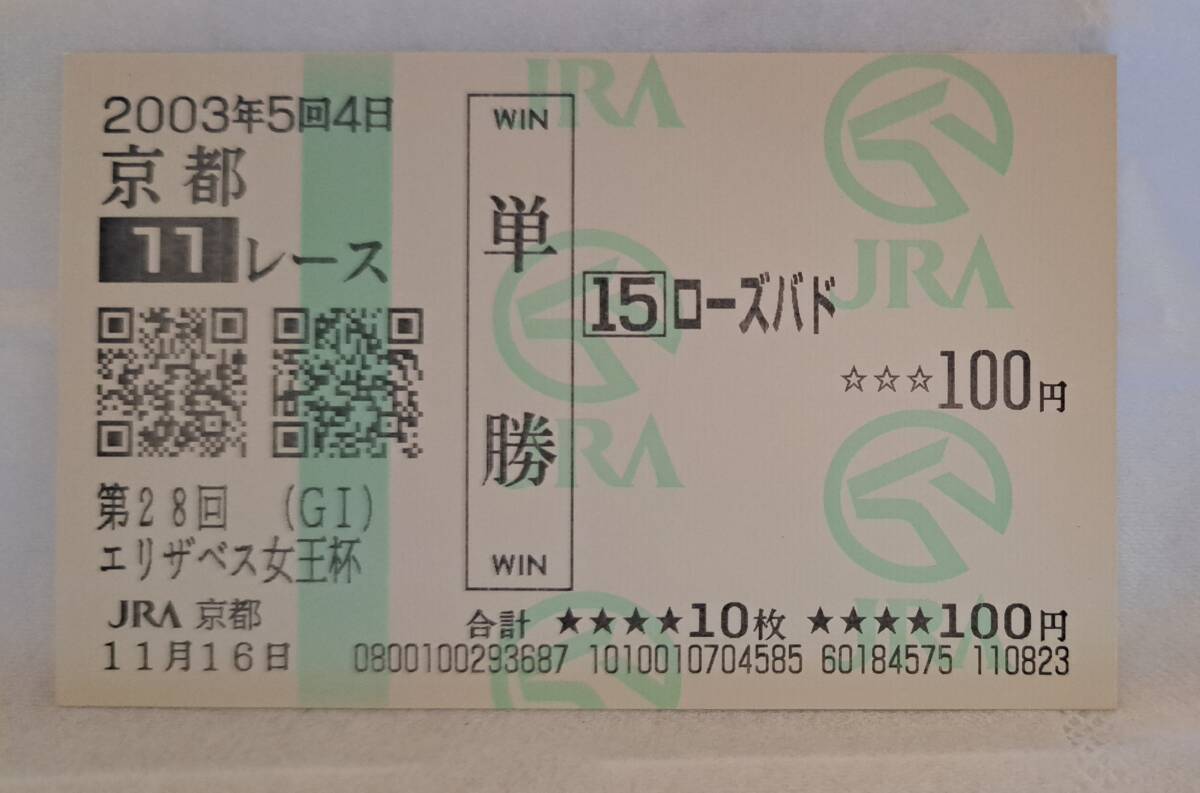 2003年5回4日
京都
11レース
第28回 (GI)
エリザベス女王杯
JRA 京都
11月16日
WIN
単勝
WIN
15 ローズバド
☆☆☆100円
合計 ★★★★10枚 ★★★★100円
0800100293687 1010010704585 60184575 110823
JRA
JRA
JRA
JRA